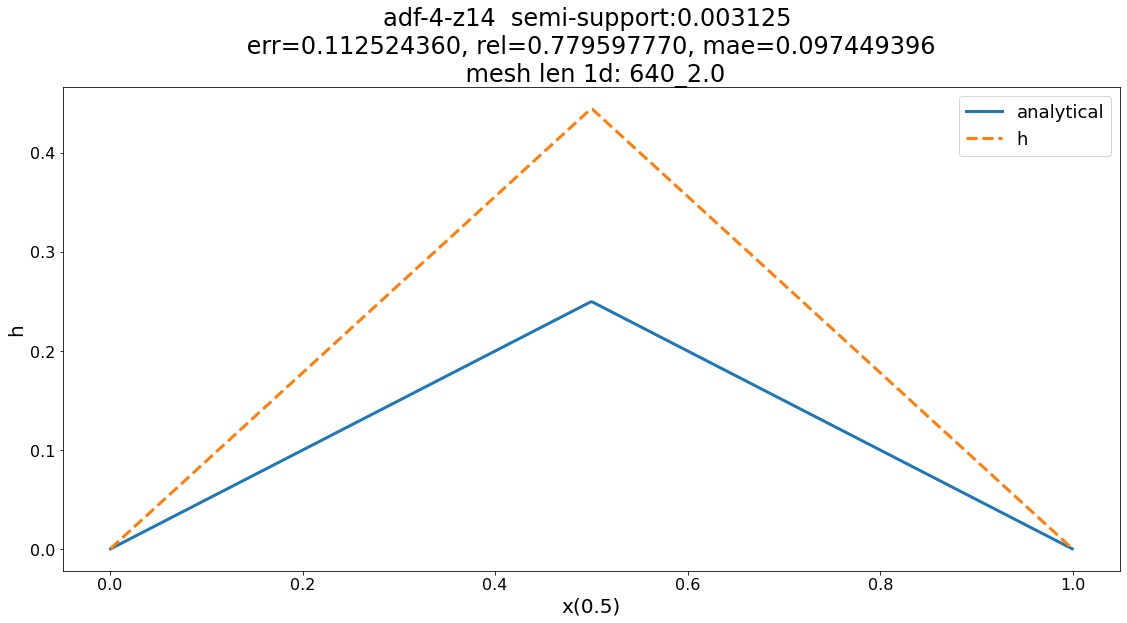 adf-4-z14  semi-support:0.003125
err=0.112524360, rel=0.779597770, mae=0.097449396
mesh len 1d: 640_2.0
analytical
h
h
0.4
0.3
0.2
0.1
0.0
0.0 0.2 0.4 0.6 0.8 1.0
x(0.5)